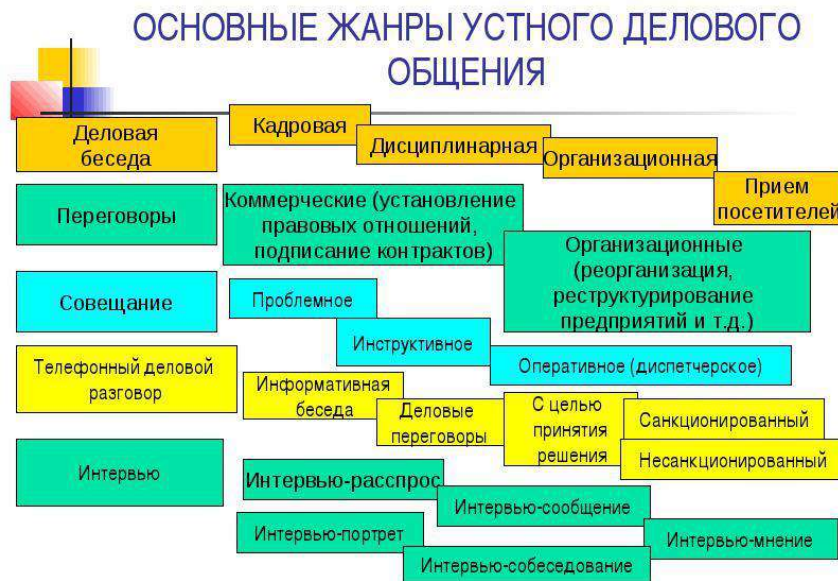 ОСНОВНЫЕ ЖАНРЫ УСТНОГО ДЕЛОВОГО
ОБЩЕНИЯ
Деловая
беседа
Кадровая
Дисциплинарная
Организационная
Прием
посетителей
Переговоры
Коммерческие (установление
правовых отношений,
подписание контрактов)
Организационные
(реорганизация,
реструктурирование
предприятий и т.д.)
Совещание
Проблемное
Инструктивное
Оперативное (диспетчерское)
Телефонный деловой
разговор
Информативная
беседа
Деловые
переговоры
С целью
принятия
решения
Санкционированный
Несанкционированный
Интервью
Интервью-расспрос
Интервью-сообщение
Интервью-портрет
Интервью-мнение
Интервью-собеседование